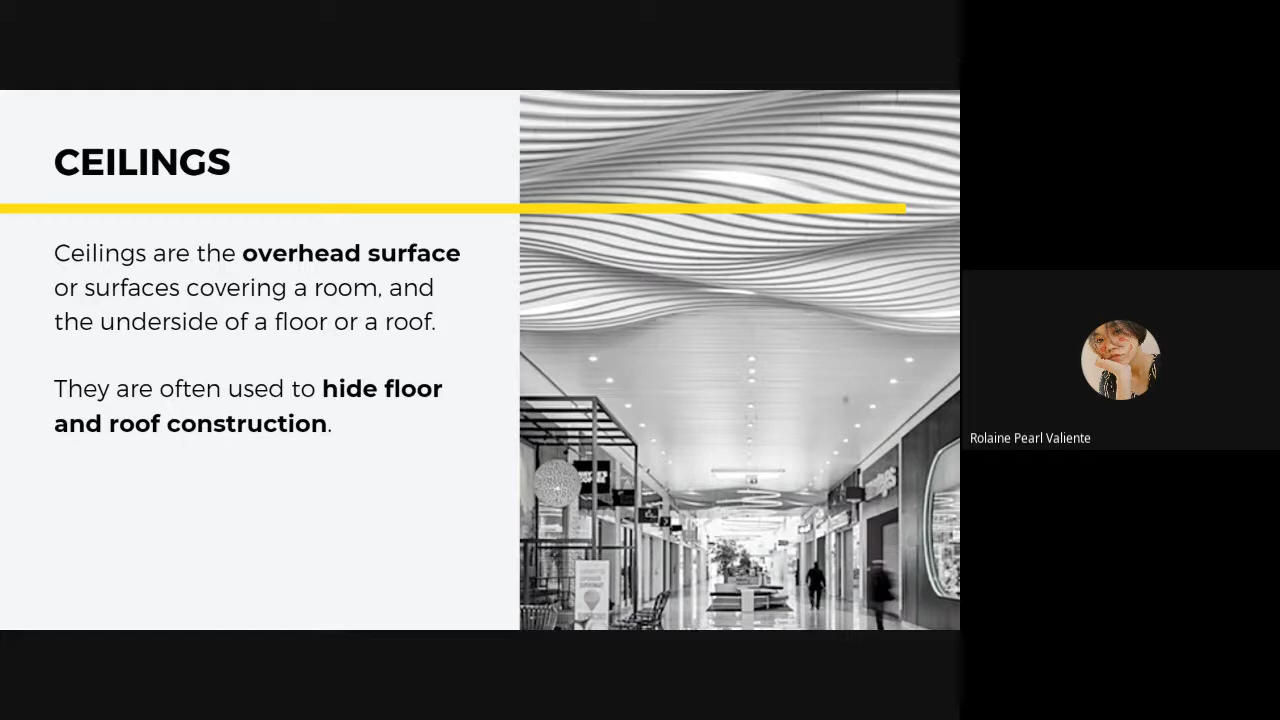 CEILINGS
Ceilings are the overhead surface
or surfaces covering a room, and
the underside of a floor or a roof.
They are often used to hide floor
and roof construction.
Rolaine Pearl Valiente